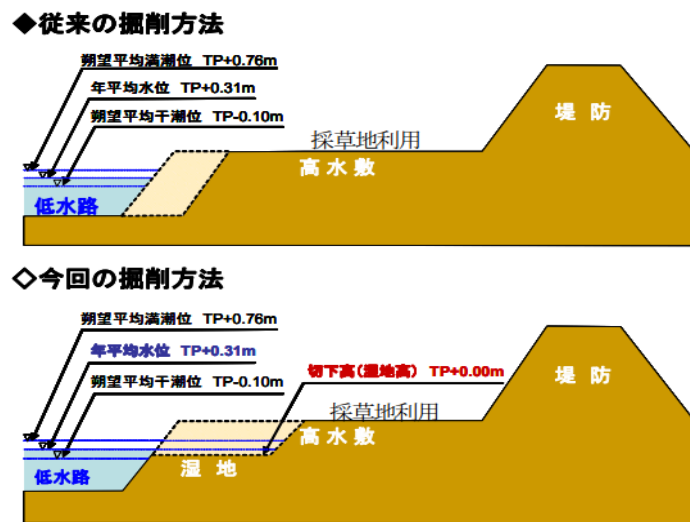 ◆従来の掘削方法
朔望平均満潮位 TP+0.76m
年平均水位 TP+0.31m
朔望平均干潮位 TP-0.10m
堤 防
採草地利用
高 水 敷
低水路
◇今回の掘削方法
朔望平均満潮位 TP+0.76m
年平均水位 TP+0.31m
切下高(湿地高) TP+0.00m
朔望平均干潮位 TP-0.10m
堤 防
採草地利用
高 水 敷
湿 地
低水路